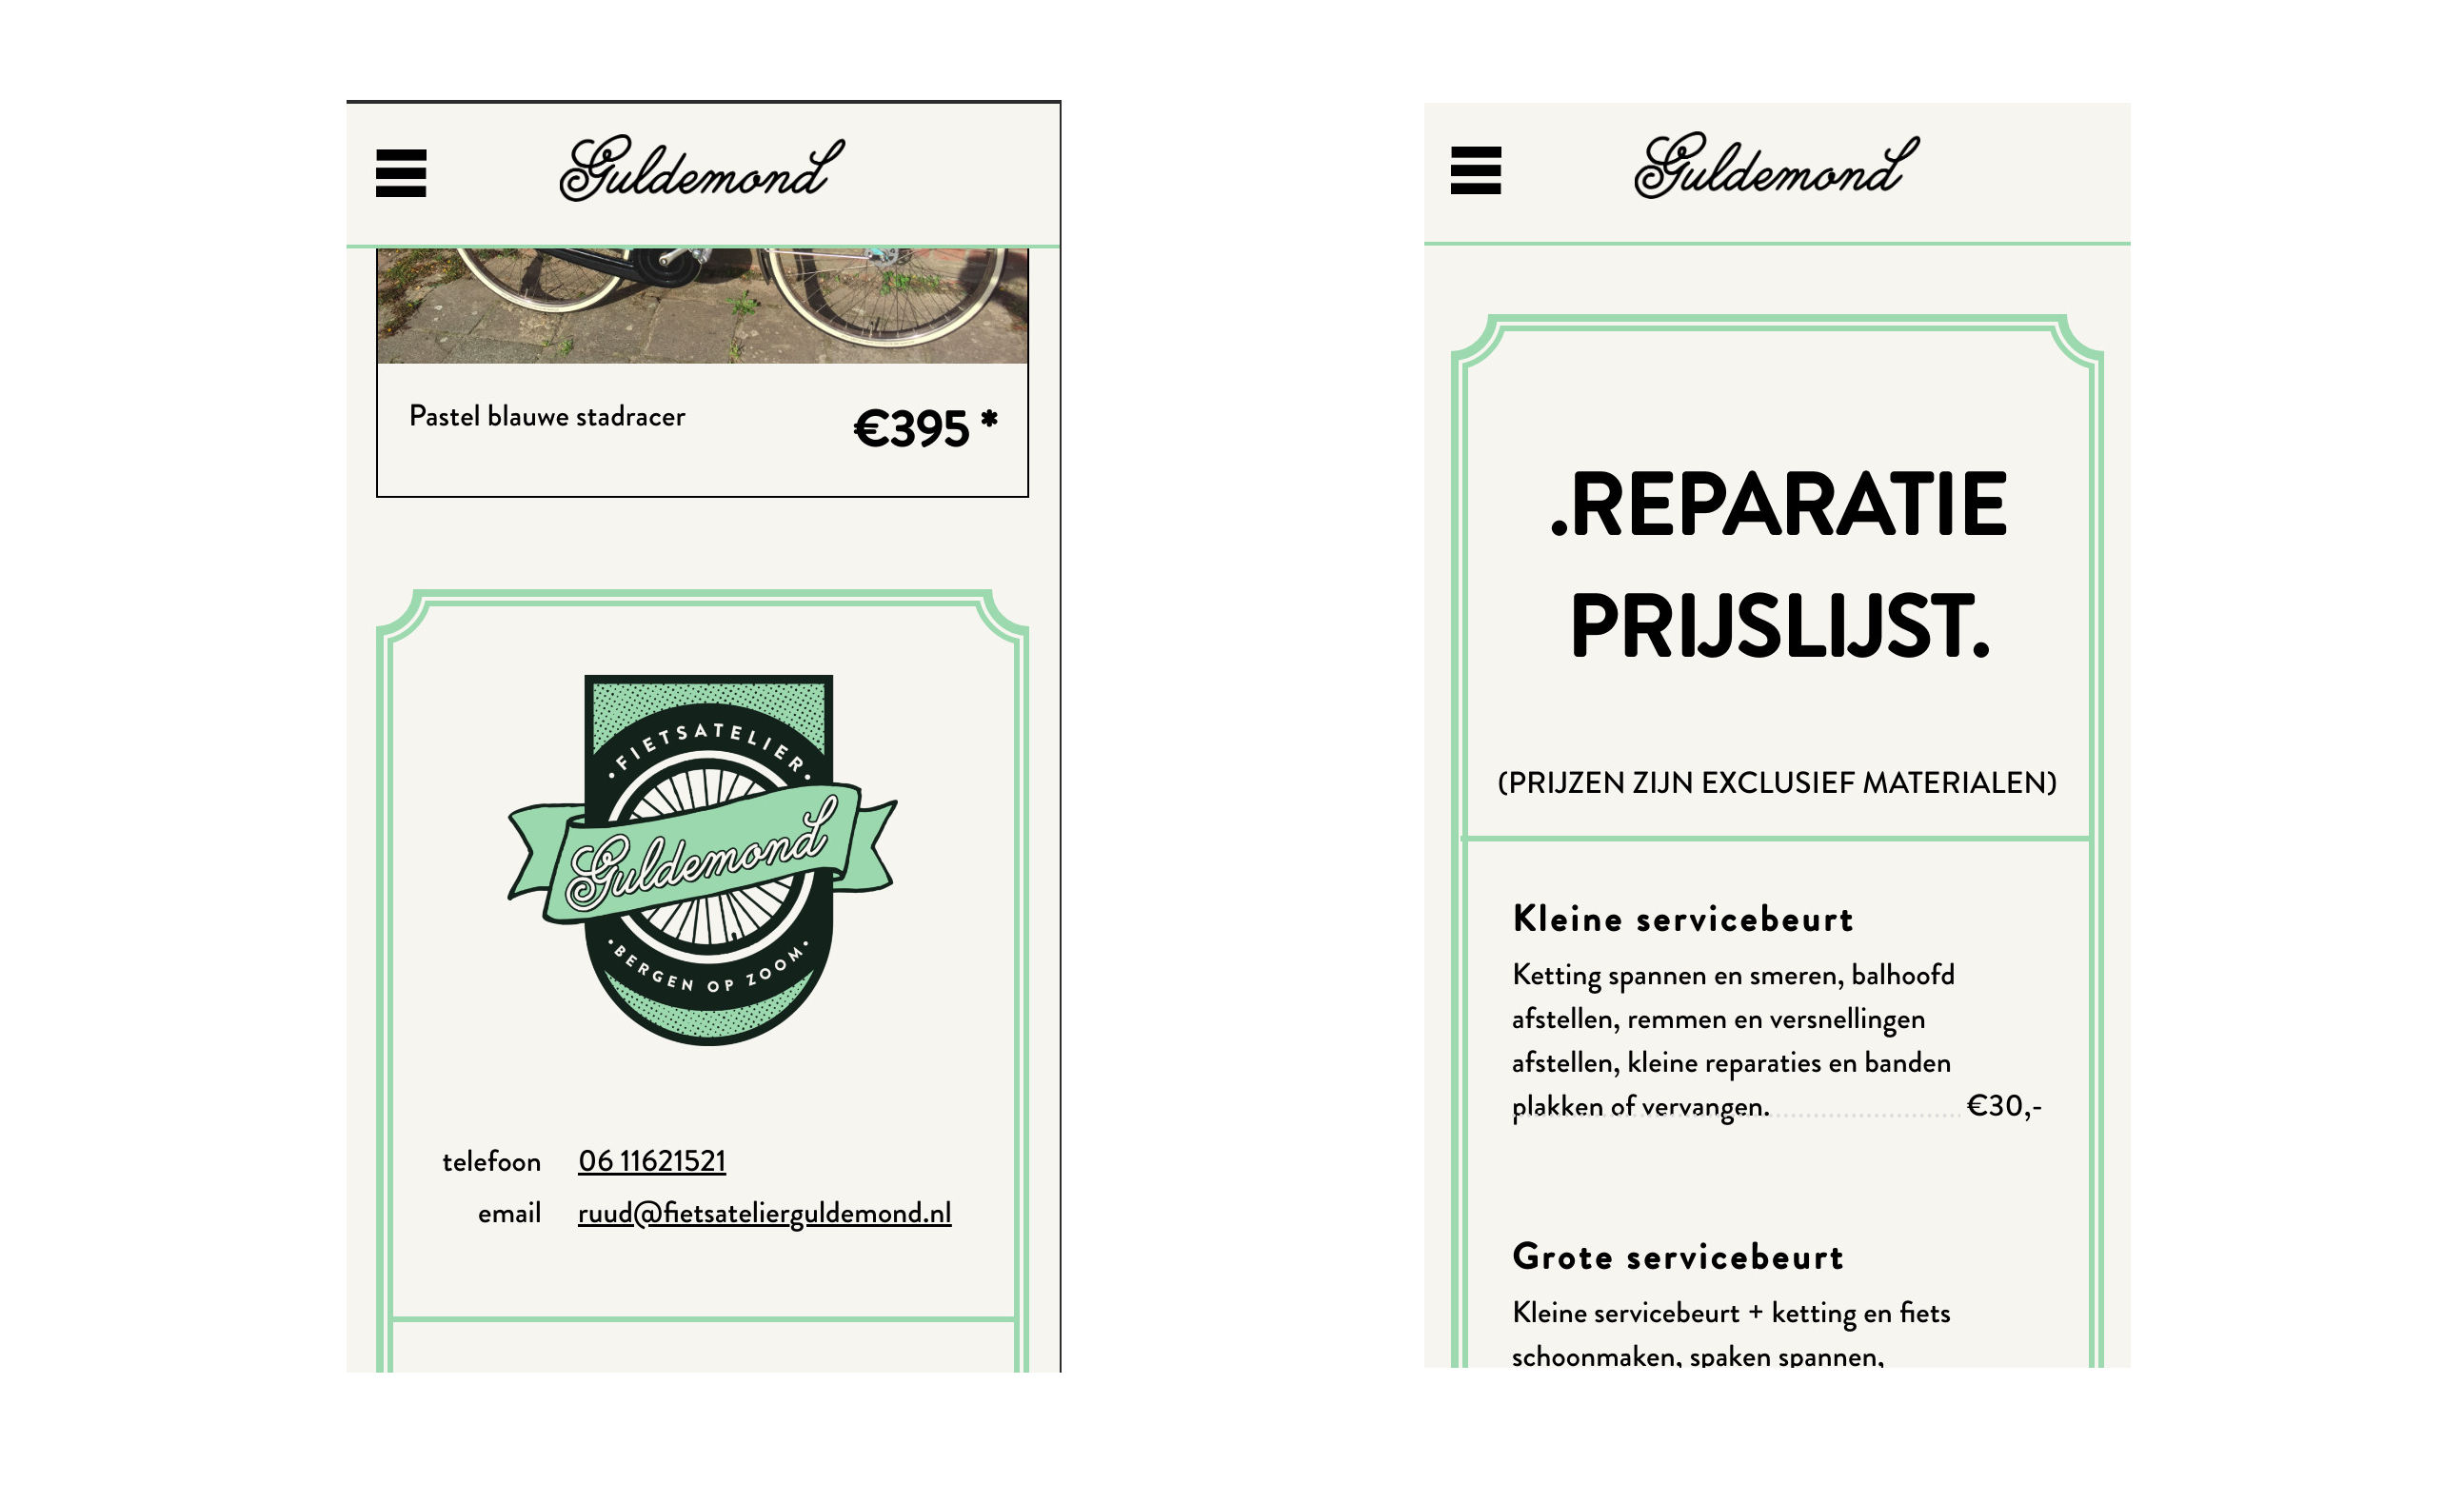 Guldemond
Pastel blauwe stadracer
€395 *
• FIETSATELIER •
Guldemond
• BERGEN OP ZOOM •
telefoon 06 11621521
email ruud@fietsatelierguldemond.nl
Guldemond
.REPARATIE
PRIJSLIJST.
(PRIJZEN ZIJN EXCLUSIEF MATERIALEN)
Kleine servicebeurt
Ketting spannen en smeren, balhoofd
afstellen, remmen en versnellingen
afstellen, kleine reparaties en banden
plakken of vervangen. €30,-
Grote servicebeurt
Kleine servicebeurt + ketting en fiets
schoonmaken, spaken spannen,